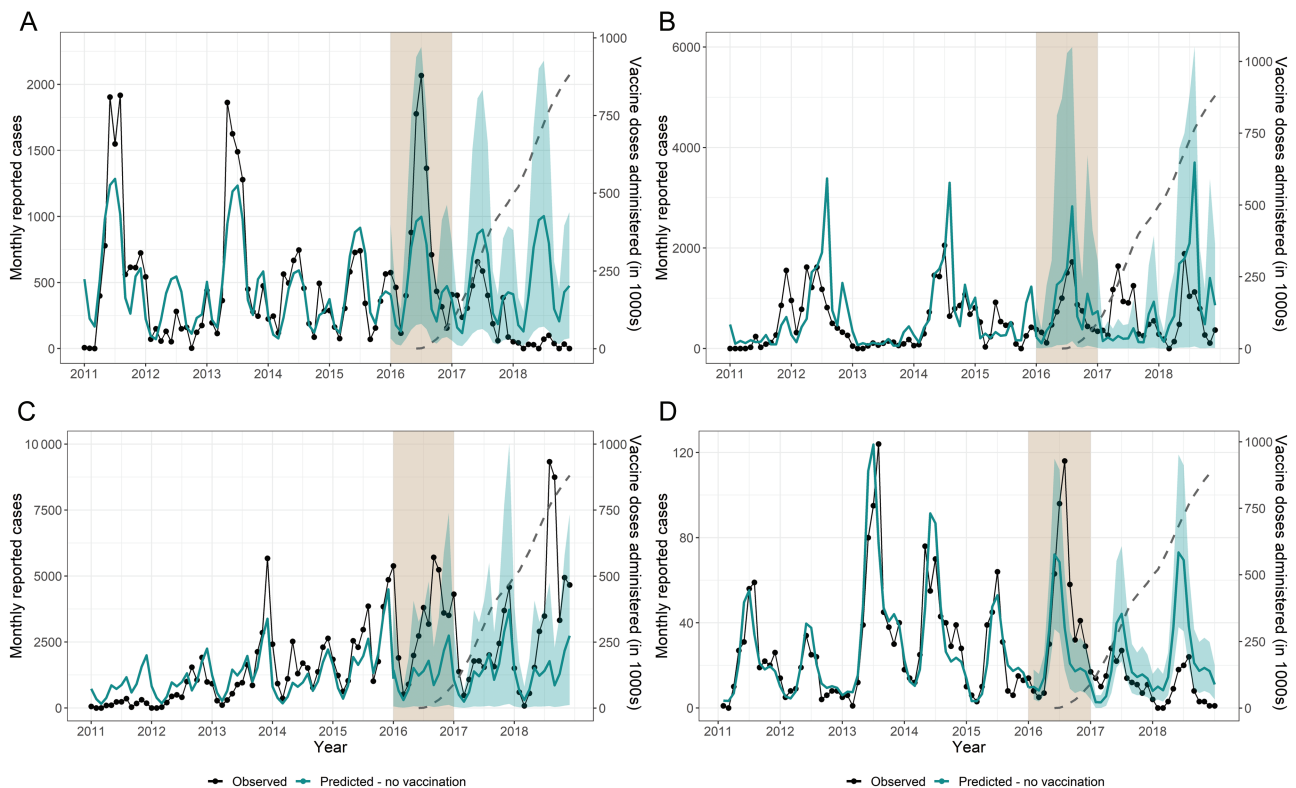 A
Monthly reported cases
2000
1500
1000
500
0
1000
750
500
250
0
Vaccine doses administered (in 1000s)
2011 2012 2013 2014 2015 2016 2017 2018
B
Monthly reported cases
6000
4000
2000
0
1000
750
500
250
0
Vaccine doses administered (in 1000s)
2011 2012 2013 2014 2015 2016 2017 2018
C
Monthly reported cases
10 000
7500
5000
2500
0
1000
750
500
250
0
Vaccine doses administered (in 1000s)
2011 2012 2013 2014 2015 2016 2017 2018
Year
Observed Predicted - no vaccination
D
Monthly reported cases
120
80
40
0
1000
750
500
250
0
Vaccine doses administered (in 1000s)
2011 2012 2013 2014 2015 2016 2017 2018
Year
Observed Predicted - no vaccination